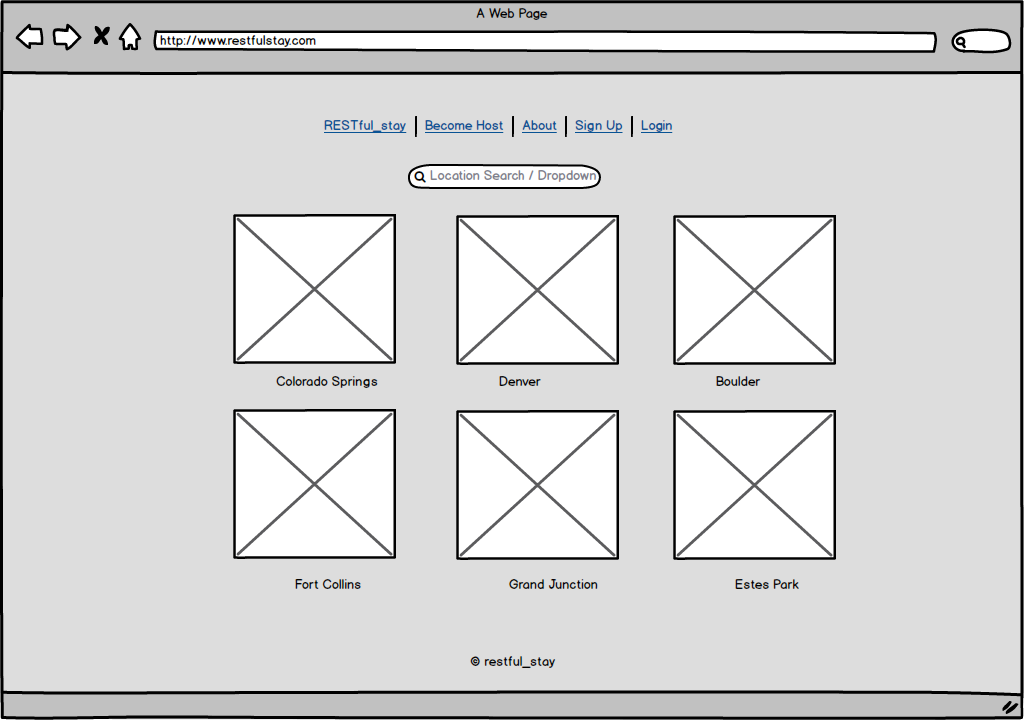 A Web Page
http://www.restfulstay.com
RESTful_stay | Become Host | About | Sign Up | Login
Location Search / Dropdown
Colorado Springs Denver Boulder
Fort Collins Grand Junction Estes Park
© restful_stay